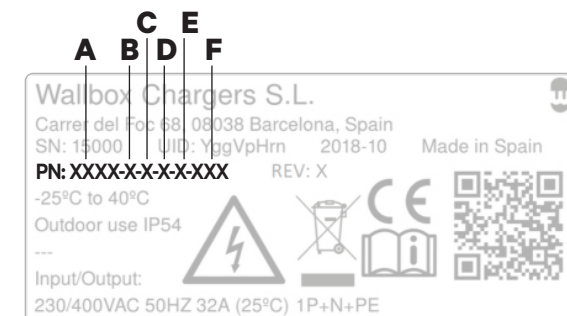 C E
A B D F
Wallbox Chargers S.L.
Carrer del Foc 68, 08038 Barcelona, Spain
SN: 15000 UID: YggVpHrn 2018-10 Made in Spain
PN: XXXX-X-X-X-X-XXX REV: X
-25ºC to 40ºC
Outdoor use IP54
---
Input/Output:
230/400VAC 50HZ 32A (25ºC) 1P+N+PE
CE
i